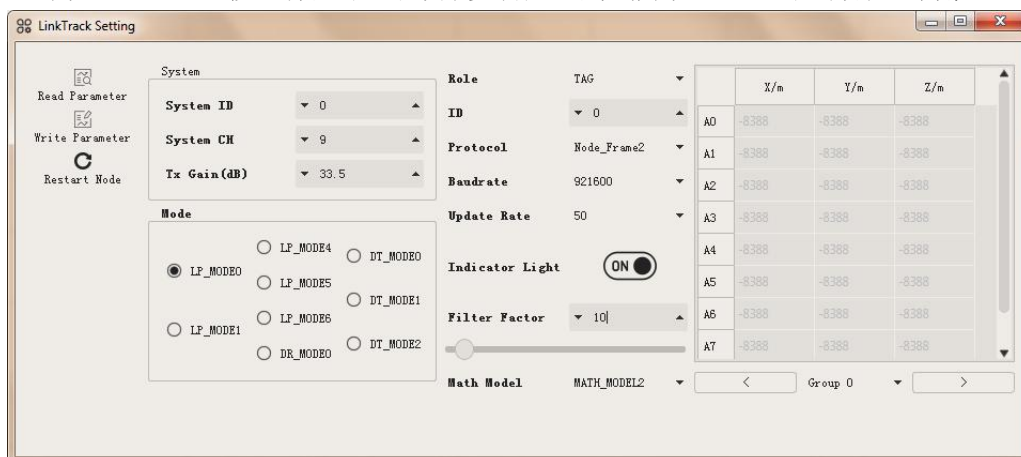 LinkTrack Setting
Read Parameter
Write Parameter
Restart Node
System
System ID 0
System CH 9
Tx Gain(dB) 33.5
Mode
LP_MODE0
LP_MODE1
LP_MODE4
LP_MODE5
LP_MODE6
DR_MODE0
DT_MODE0
DT_MODE1
DT_MODE2
Role TAG
ID 0
Protocol Node_Frame2
Baudrate 921600
Update Rate 50
Indicator Light ON
Filter Factor 10
Math Model MATH_MODEL2
X/m Y/m Z/m
A0 -8388 -8388 -8388
A1 -8388 -8388 -8388
A2 -8388 -8388 -8388
A3 -8388 -8388 -8388
A4 -8388 -8388 -8388
A5 -8388 -8388 -8388
A6 -8388 -8388 -8388
A7 -8388 -8388 -8388
< Group 0 >